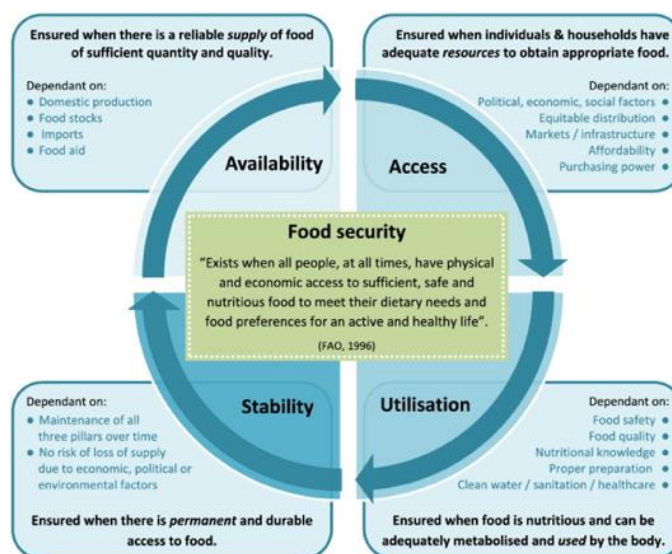 Ensured when there is a reliable supply of food
of sufficient quantity and quality.
Dependant on:
Domestic production
Food stocks
Imports
Food aid
Availability
Ensured when individuals & households have
adequate resources to obtain appropriate food.
Dependant on:
Political, economic, social factors
Equitable distribution
Markets / infrastructure
Affordability
Purchasing power
Access
Food security
"Exists when all people, at all times, have physical
and economic access to sufficient, safe and
nutritious food to meet their dietary needs and
food preferences for an active and healthy life".
(FAO, 1996)
Stability
Dependant on:
Maintenance of all
three pillars over time
No risk of loss of supply
due to economic, political or
environmental factors
Ensured when there is permanent and durable
access to food.
Utilisation
Dependant on:
Food safety
Food quality
Nutritional knowledge
Proper preparation
Clean water / sanitation / healthcare
Ensured when food is nutritious and can be
adequately metabolised and used by the body.